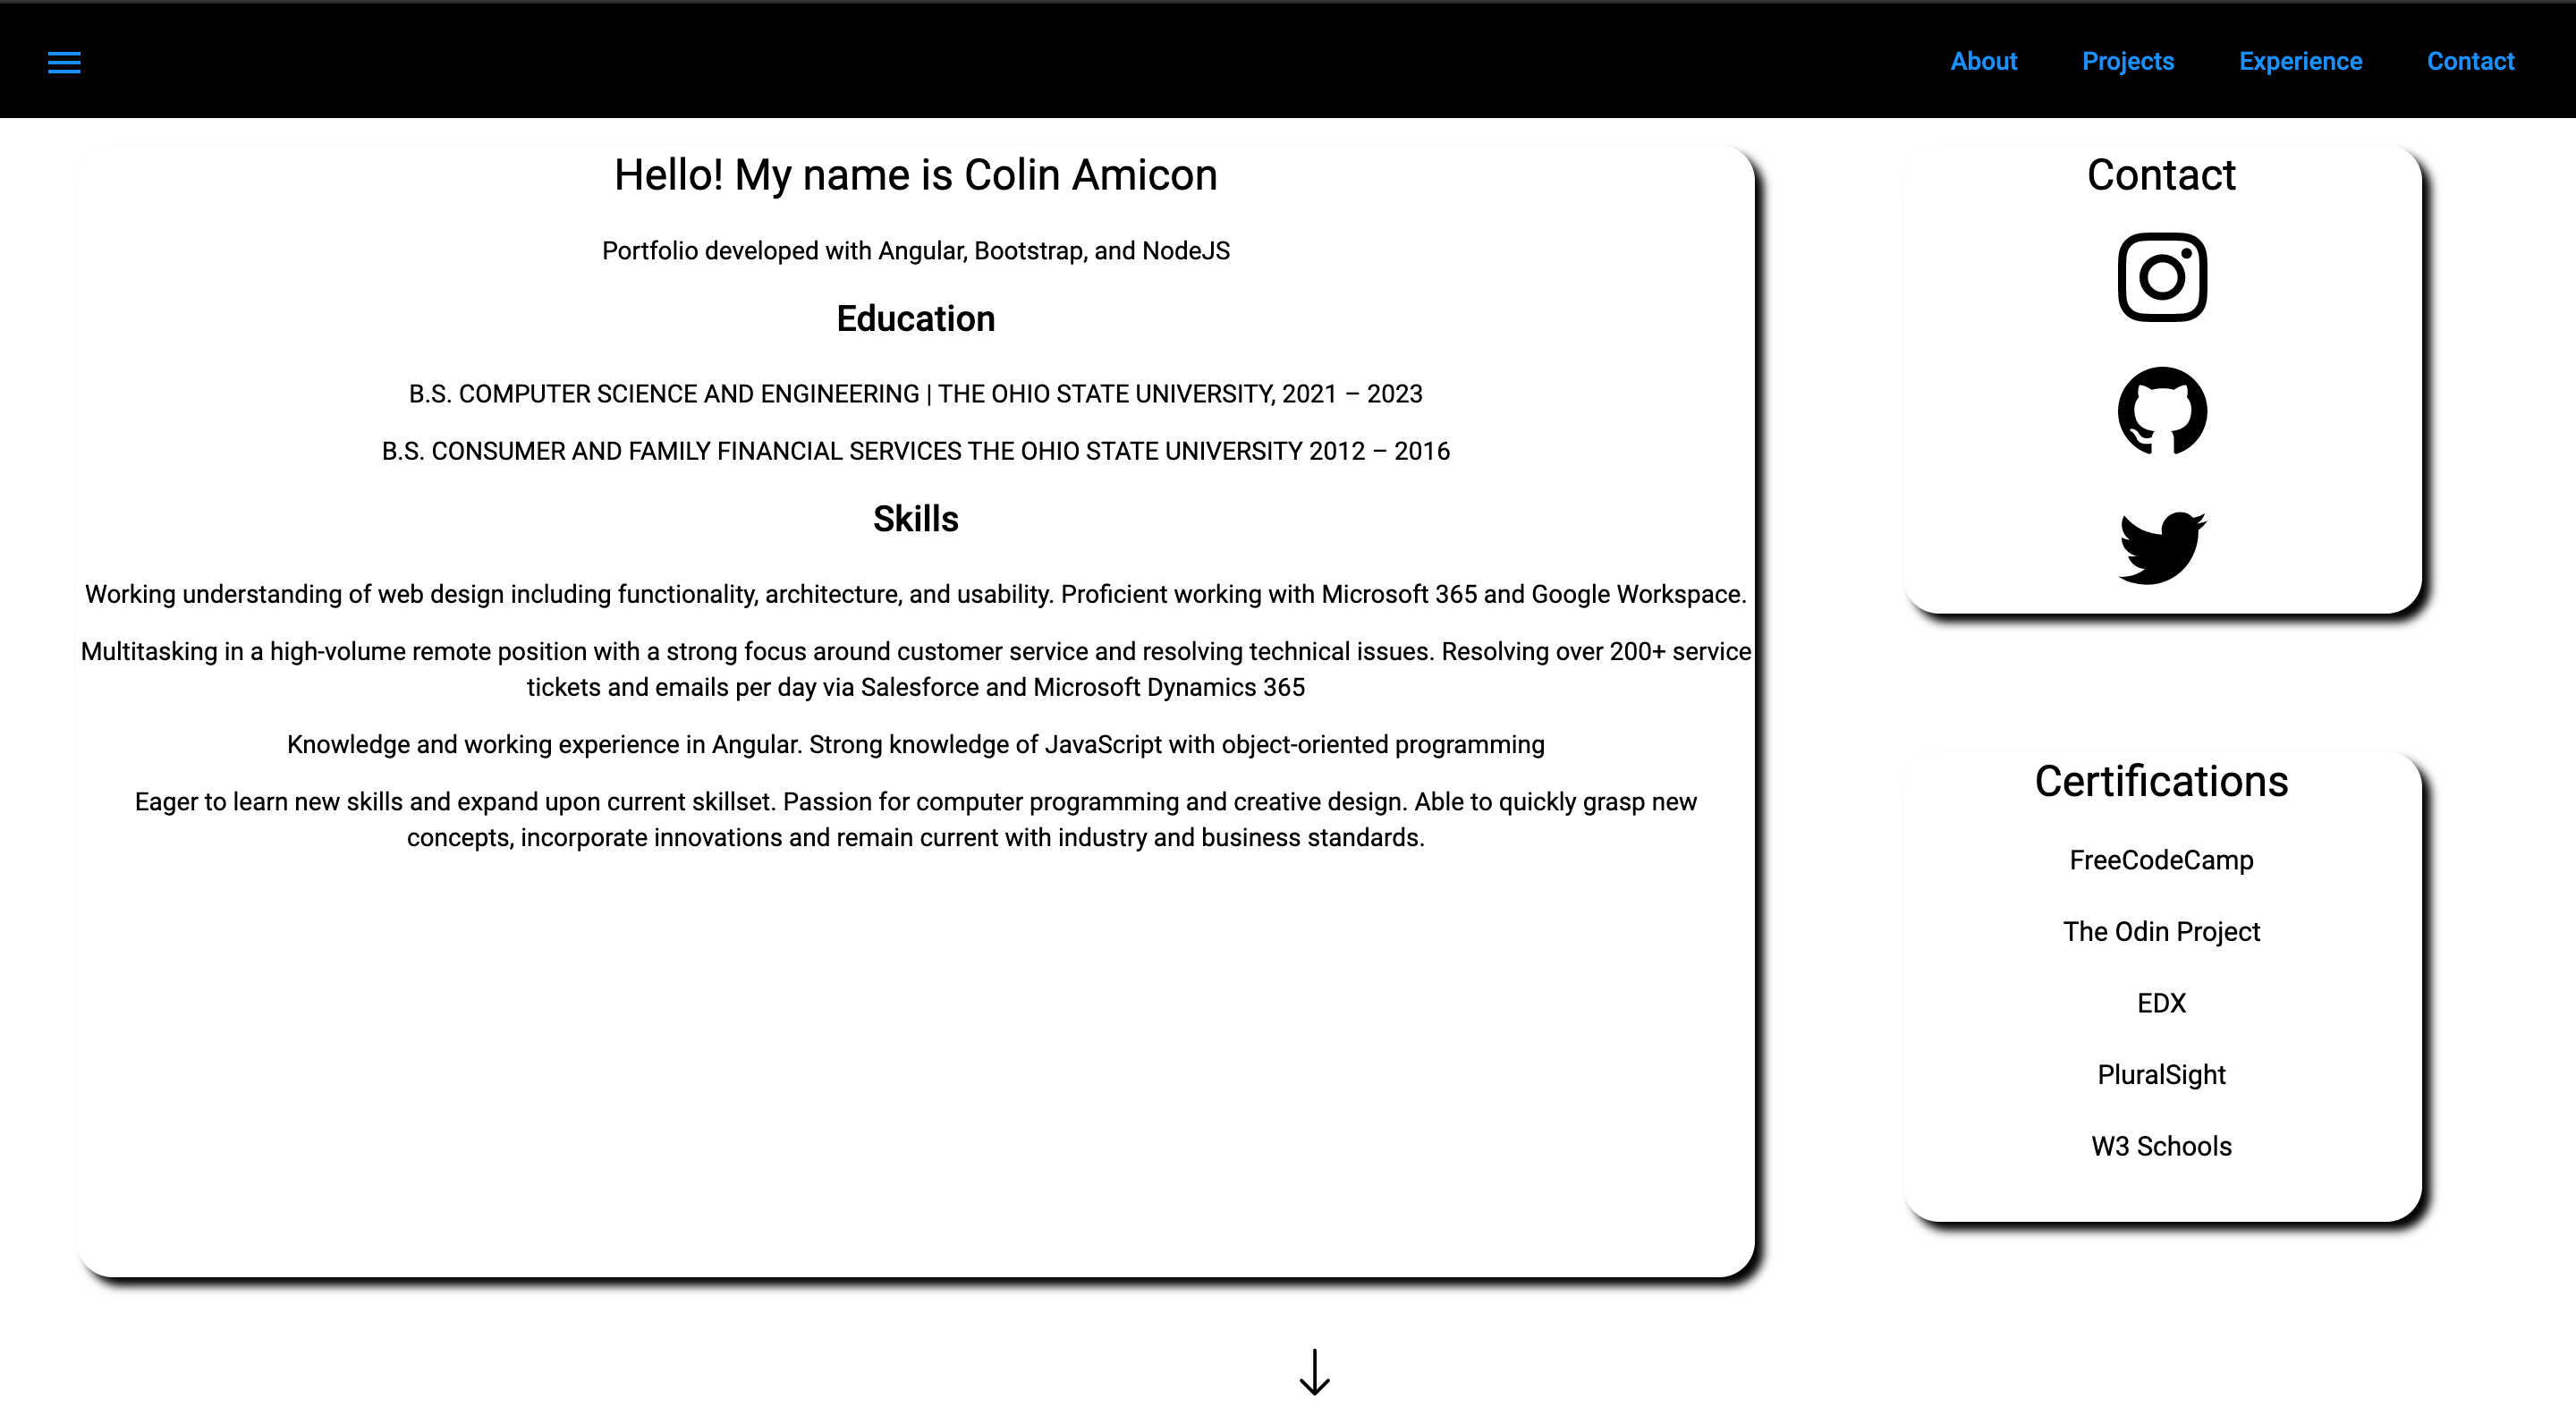 About Projects Experience Contact
Hello! My name is Colin Amicon
Portfolio developed with Angular, Bootstrap, and NodeJS
Education
B.S. COMPUTER SCIENCE AND ENGINEERING | THE OHIO STATE UNIVERSITY, 2021 – 2023
B.S. CONSUMER AND FAMILY FINANCIAL SERVICES THE OHIO STATE UNIVERSITY 2012 – 2016
Skills
Working understanding of web design including functionality, architecture, and usability. Proficient working with Microsoft 365 and Google Workspace.
Multitasking in a high-volume remote position with a strong focus around customer service and resolving technical issues. Resolving over 200+ service
tickets and emails per day via Salesforce and Microsoft Dynamics 365
Knowledge and working experience in Angular. Strong knowledge of JavaScript with object-oriented programming
Eager to learn new skills and expand upon current skillset. Passion for computer programming and creative design. Able to quickly grasp new
concepts, incorporate innovations and remain current with industry and business standards.
Contact
Certifications
FreeCodeCamp
The Odin Project
EDX
PluralSight
W3 Schools